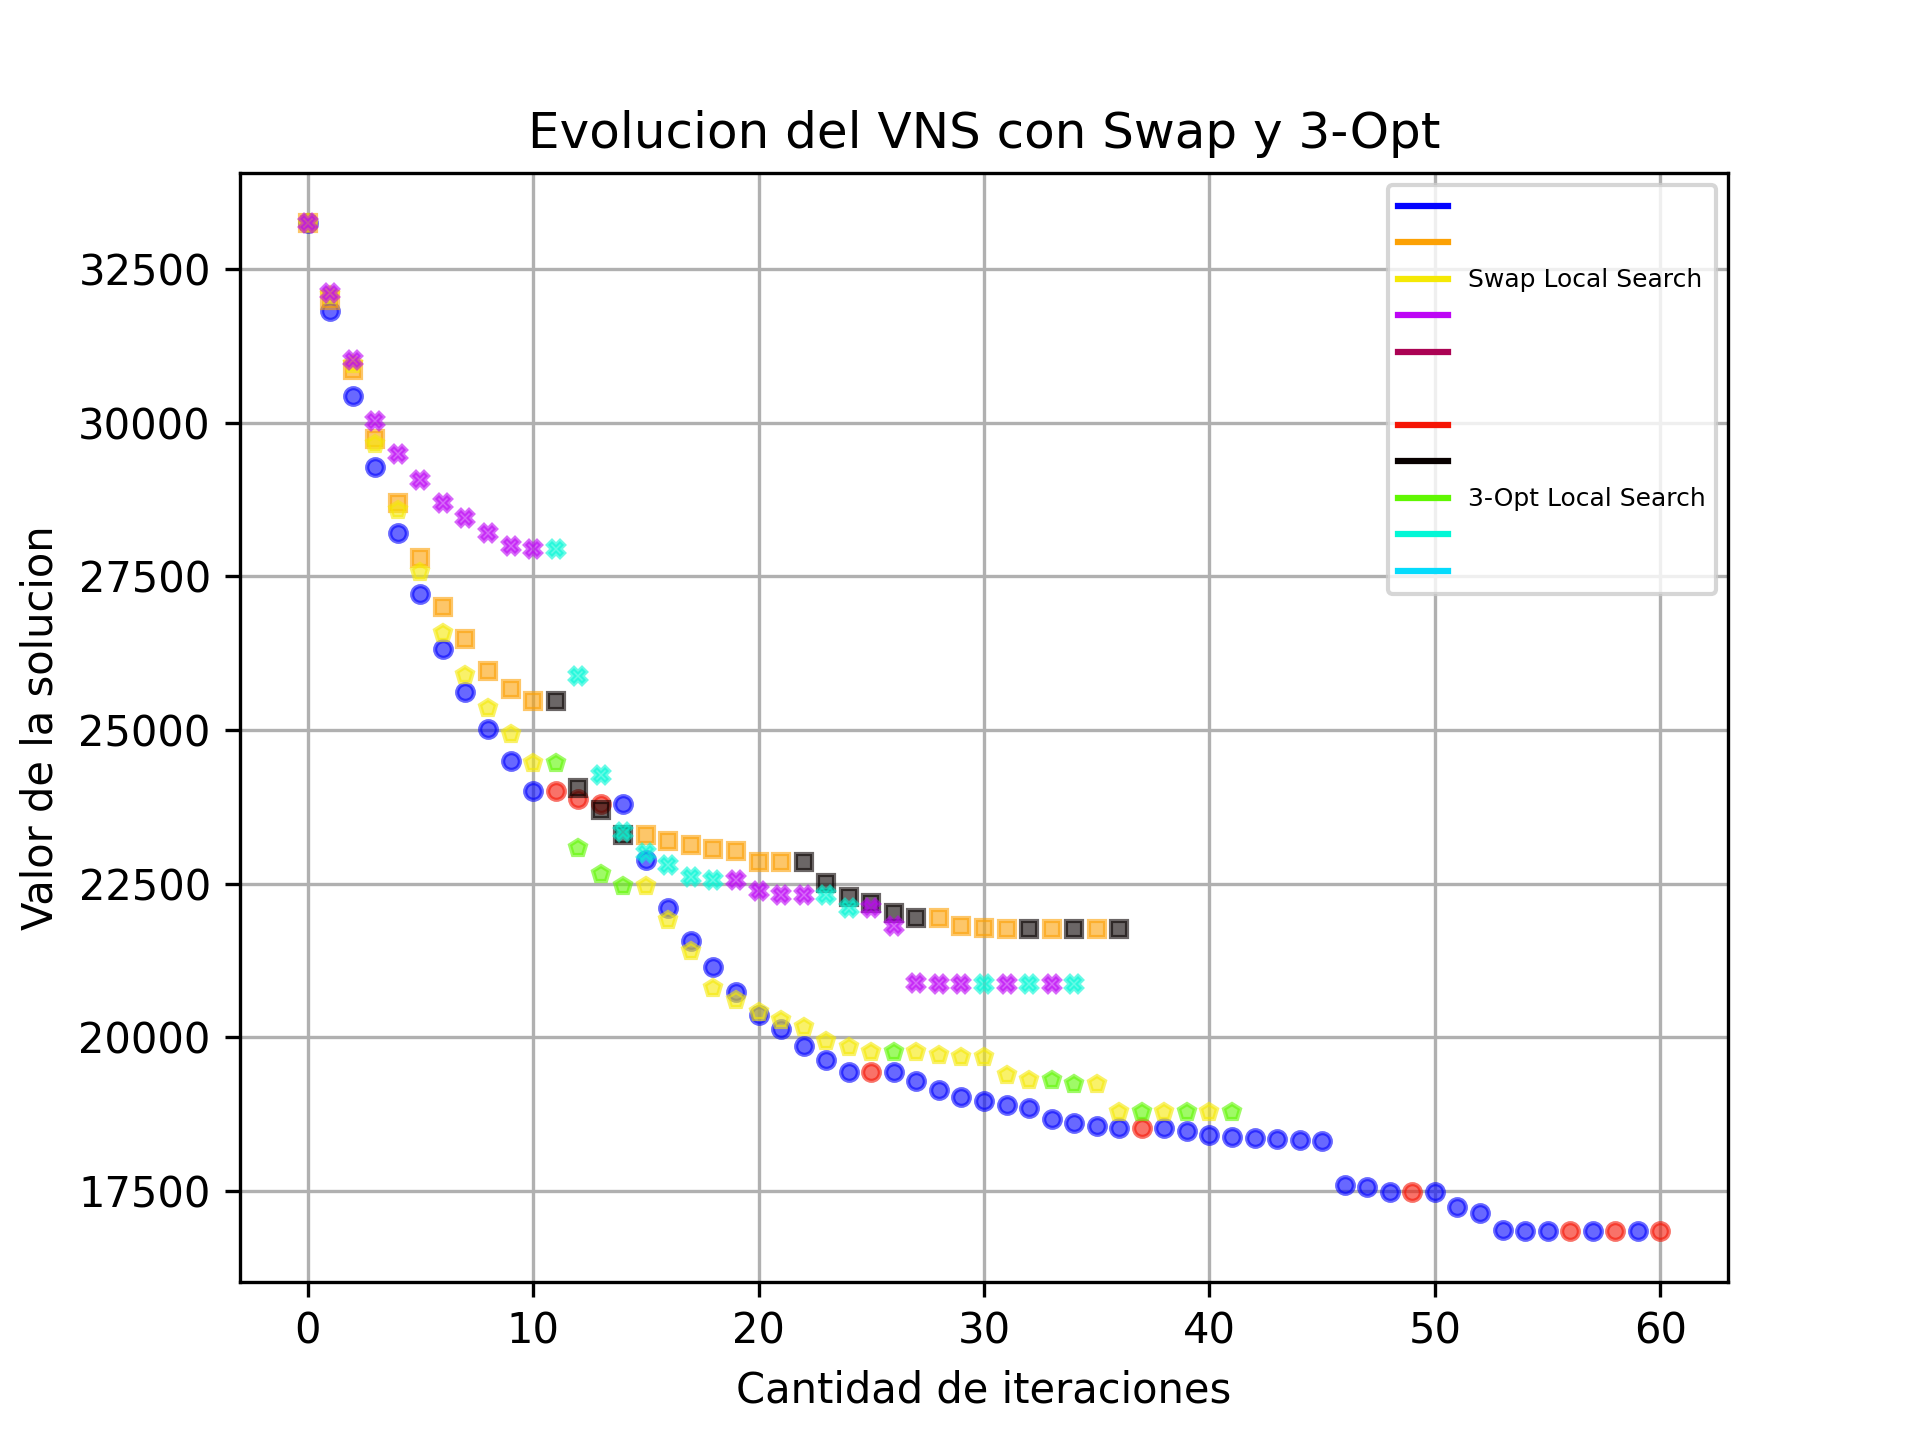 Evolucion del VNS con Swap y 3-Opt
Valor de la solucion
32500
30000
27500
25000
22500
20000
17500
Swap Local Search
3-Opt Local Search
0 10 20 30 40 50 60
Cantidad de iteraciones